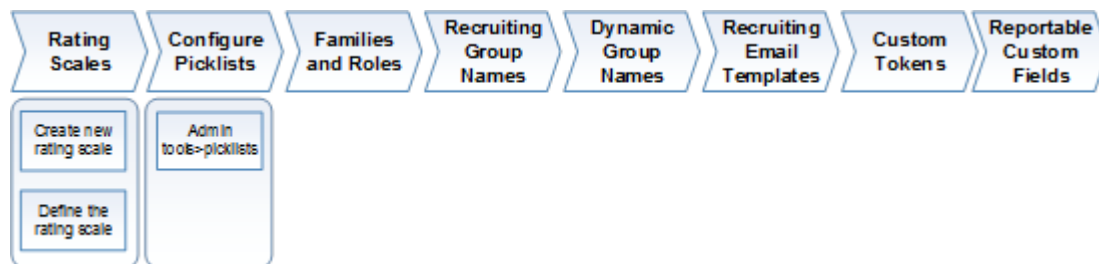 Rating
Scales
Configure
Picklists
Families
and Roles
Recruiting
Group
Names
Dynamic
Group
Names
Recruiting
Email
Templates
Custom
Tokens
Reportable
Custom
Fields
Create new
rating scale
Define the
rating scale
Admin
tools>picklists